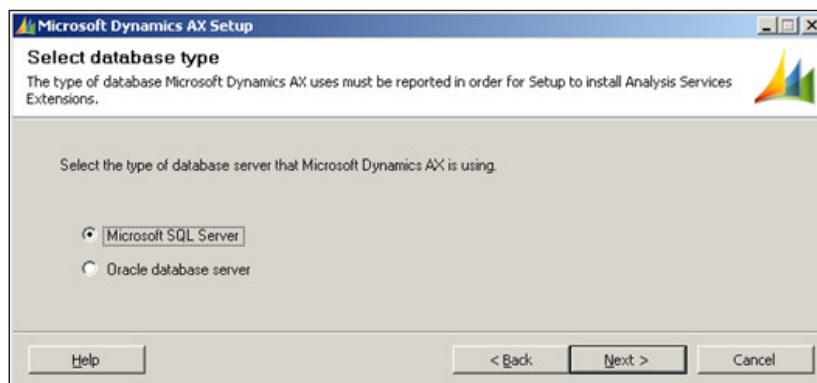 Microsoft Dynamics AX Setup
Select database type
The type of database Microsoft Dynamics AX uses must be reported in order for Setup to install Analysis Services
Extensions.
Select the type of database server that Microsoft Dynamics AX is using.
Microsoft SQL Server
Oracle database server
Help
< Back
Next >
Cancel